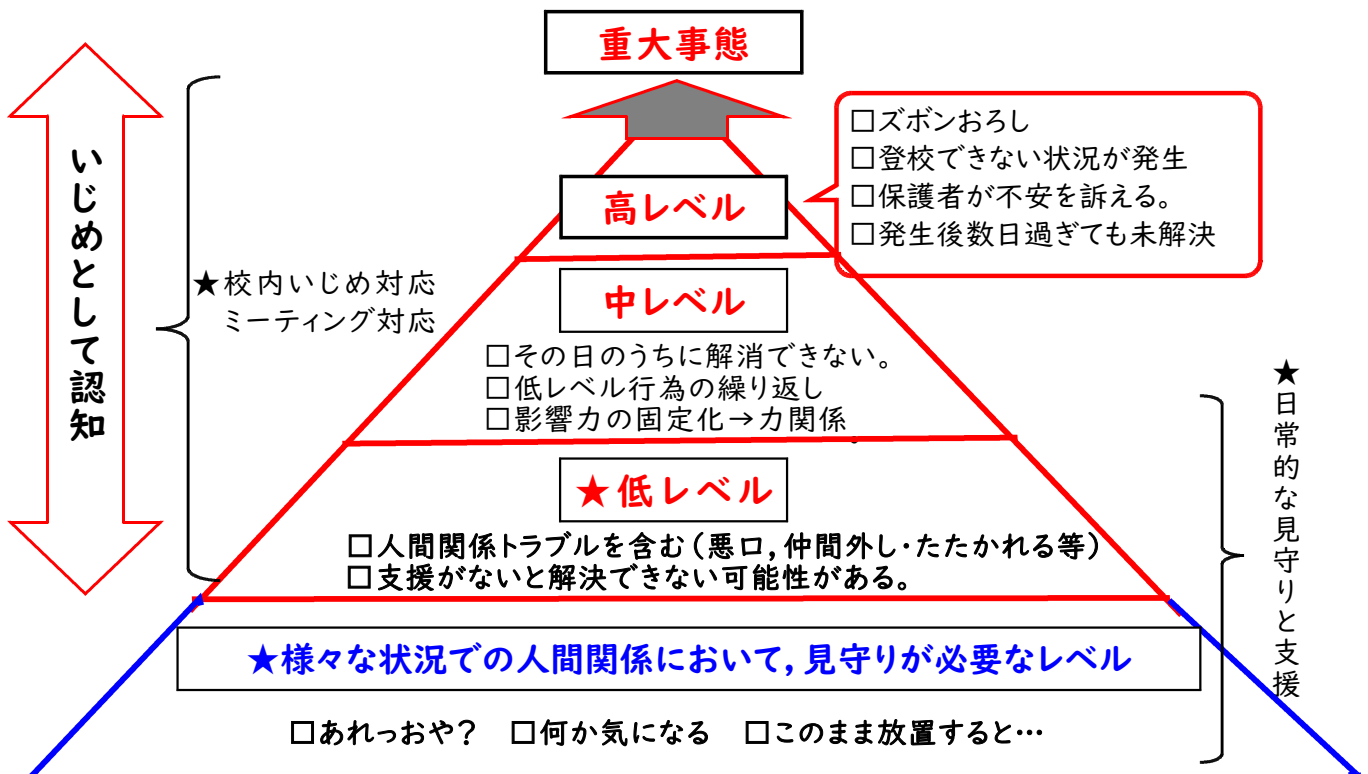 重大事態
いじめとして認知
★校内いじめ対応
ミーティング対応
高レベル
□ズボンおろし
□登校できない状況が発生
□保護者が不安を訴える。
□発生後数日過ぎても未解決
中レベル
□その日のうちに解消できない。
□低レベル行為の繰り返し
□影響力の固定化→力関係
。
★低レベル
□人間関係トラブルを含む(悪口,仲間外し・たたかれる等)
□支援がないと解決できない可能性がある。
★日常的な見守りと支援
★様々な状況での人間関係において,見守りが必要なレベル
□あれっおや? □何か気になる □このまま放置すると…